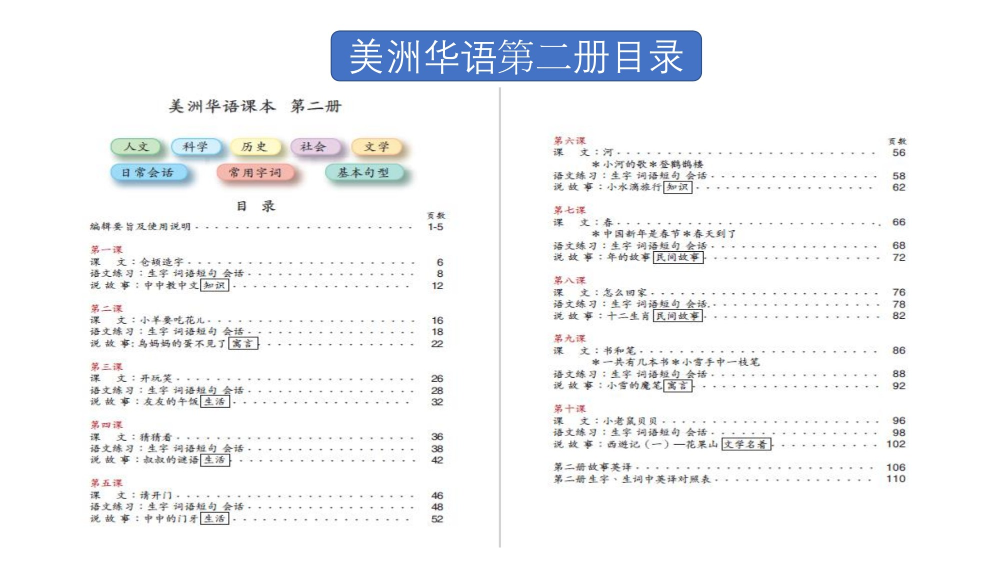 美洲华语第二册目录
美洲华语课本 第二册
人文 科学 历史 社会 文学
日常会话 常用字词 基本句型
目 录
页数
编辑要旨及使用说明 . . . . . . . . . . . . . . . . . . . . . . 1-5
第一课
课 文：仓颉造字 . . . . . . . . . . . . . . . . . . . . . . 6
语文练习：生字 词语短句 会话 . . . . . . . . . . . . . . . . 8
说 故 事：中中教中文 知识 . . . . . . . . . . . . . . . . . 12
第二课
课 文：小羊要吃花儿 . . . . . . . . . . . . . . . . . . . . 16
语文练习：生字 词语短句 会话 . . . . . . . . . . . . . . . . 18
说 故 事：鸟妈妈的蛋不见了 寓言 . . . . . . . . . . . . . . 22
第三课
课 文：开玩笑 . . . . . . . . . . . . . . . . . . . . . . . 26
语文练习：生字 词语短句 会话 . . . . . . . . . . . . . . . . 28
说 故 事：友友的午饭 生活 . . . . . . . . . . . . . . . . . 32
第四课
课 文：猜猜看 . . . . . . . . . . . . . . . . . . . . . . . 36
语文练习：生字 词语短句 会话 . . . . . . . . . . . . . . . . 38
说 故 事：叔叔的谜语 生活 . . . . . . . . . . . . . . . . . 42
第五课
课 文：请开门 . . . . . . . . . . . . . . . . . . . . . . . 46
语文练习：生字 词语短句 会话 . . . . . . . . . . . . . . . . 48
说 故 事：中中的门牙 生活 . . . . . . . . . . . . . . . . . 52
页数
第六课
课 文：河 . . . . . . . . . . . . . . . . . . . . . . . . . 56
＊小河的歌＊登鹳鹊楼
语文练习：生字 词语短句 会话 . . . . . . . . . . . . . . . . 58
说 故 事：小水滴旅行 知识 . . . . . . . . . . . . . . . . . 62
第七课
课 文：春 . . . . . . . . . . . . . . . . . . . . . . . . . 66
＊中国新年是春节＊春天到了
语文练习：生字 词语短句 会话 . . . . . . . . . . . . . . . . 68
说 故 事：年的故事 民间故事 . . . . . . . . . . . . . . . . 72
第八课
课 文：怎么回家 . . . . . . . . . . . . . . . . . . . . . . 76
语文练习：生字 词语短句 会话 . . . . . . . . . . . . . . . . 78
说 故 事：十二生肖 民间故事 . . . . . . . . . . . . . . . . 82
第九课
课 文：书和笔 . . . . . . . . . . . . . . . . . . . . . . . 86
＊一共有几本书＊小雪手中一枝笔
语文练习：生字 词语短句 会话 . . . . . . . . . . . . . . . . 88
说 故 事：小雪的魔笔 寓言 . . . . . . . . . . . . . . . . . 92
第十课
课 文：小老鼠贝贝 . . . . . . . . . . . . . . . . . . . . . 96
语文练习：生字 词语短句 会话 . . . . . . . . . . . . . . . . 98
说 故 事：西遊记（一）—花果山 文学名著 . . . . . . . . . . 102
第二册故事英译 . . . . . . . . . . . . . . . . . . . . . . . 106
第二册生字、生词中英译对照表 . . . . . . . . . . . . . . . . 110